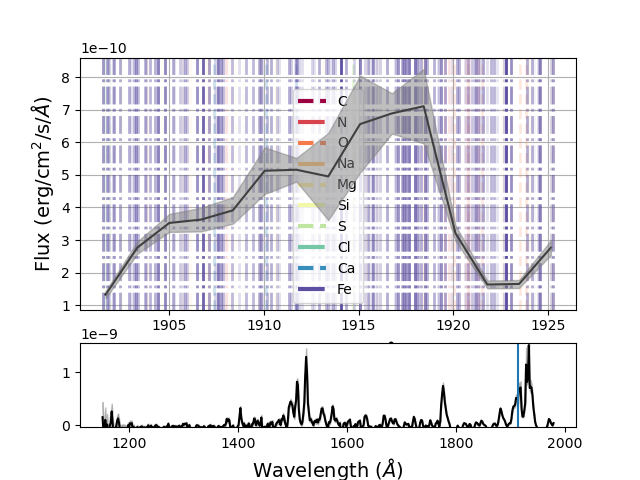 1e−10
8
7
6
5
4
3
2
1
Flux (erg/cm²/s/Å)
C
N
O
Na
Mg
Si
S
Cl
Ca
Fe
1905 1910 1915 1920 1925
1e−9
1
0
1200 1400 1600 1800 2000
Wavelength (Å)